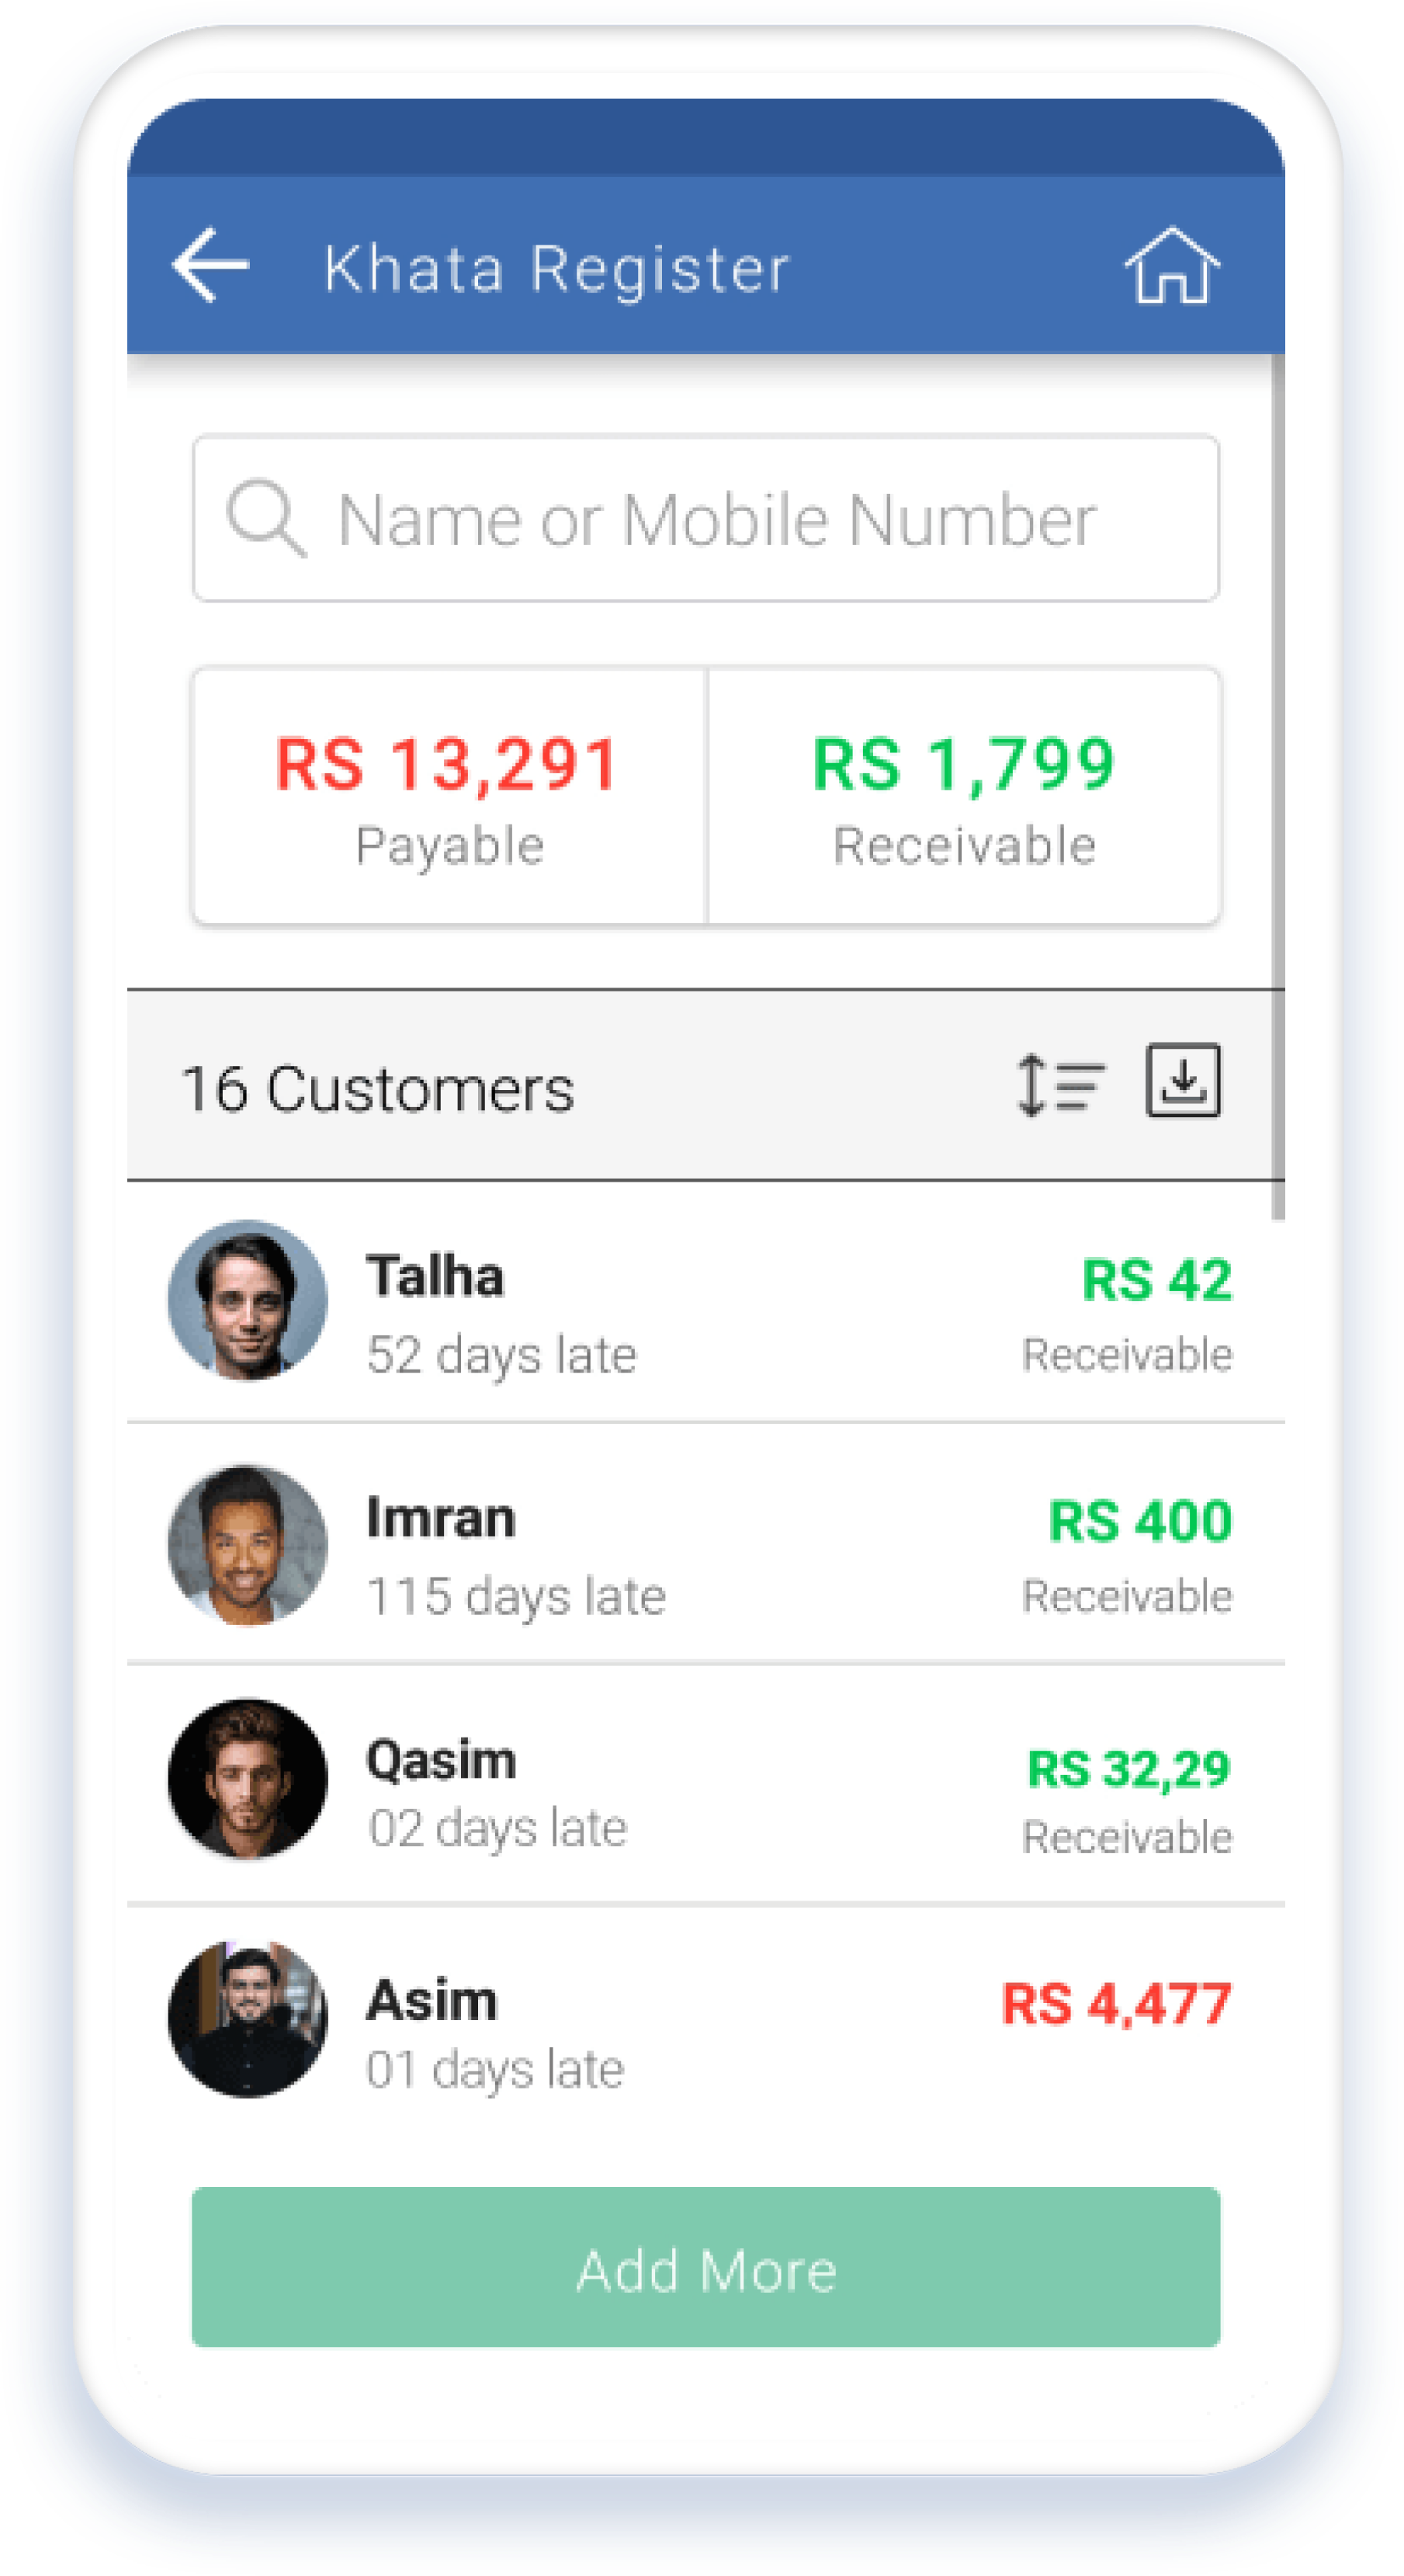 Khata Register
Name or Mobile Number
RS 13,291
Payable
RS 1,799
Receivable
16 Customers
Talha
52 days late
RS 42
Receivable
Imran
115 days late
RS 400
Receivable
Qasim
02 days late
RS 32,29
Receivable
Asim
01 days late
RS 4,477
Add More